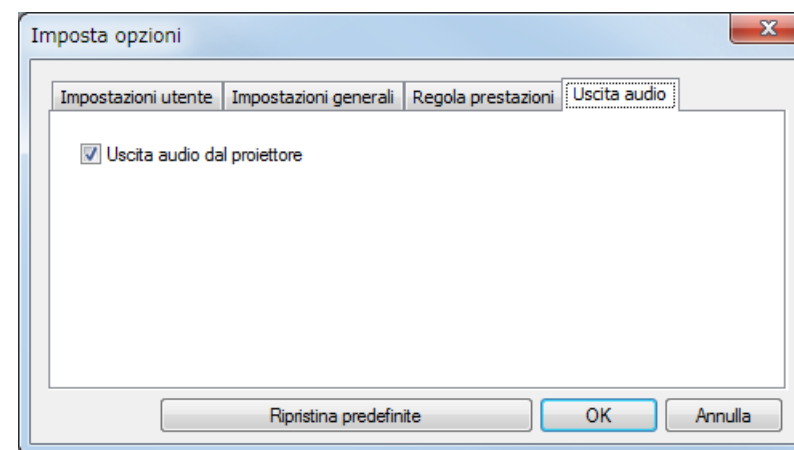 Imposta opzioni
Impostazioni utente Impostazioni generali Regola prestazioni Uscita audio
Uscita audio dal proiettore
Ripristina predefinite OK Annulla